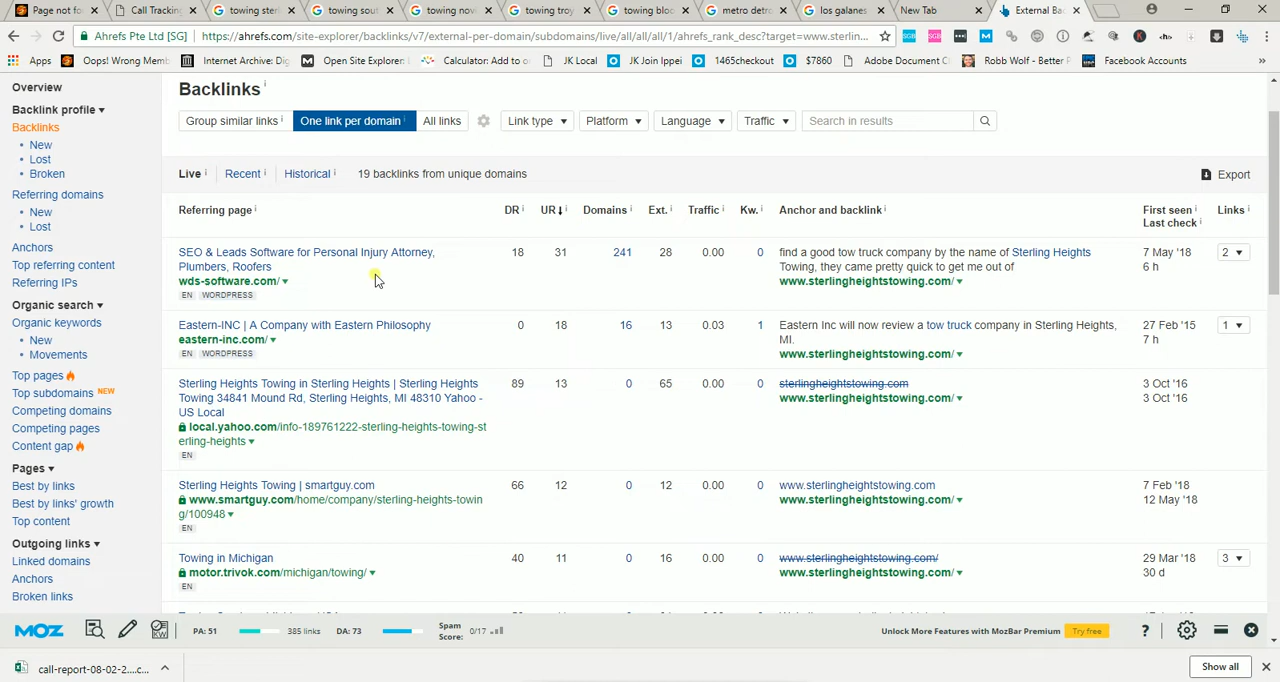 Page not fo
Call Tracking
towing ster
towing sout
towing novi
towing troy
towing bloo
metro detro
los galanes
New Tab
External Bac
Ahrefs Pte Ltd [SG] https://ahrefs.com/site-explorer/backlinks/v7/external-per-domain/subdomains/live/all/all/all/1/ahrefs_rank_desc?target=www.sterlin...
Apps Oops! Wrong Mem Internet Archive: Dig Open Site Explorer: Calculator: Add to JK Local JK Join Ippei 1465checkout $7860 Adobe Document C Robb Wolf - Better Facebook Accounts »
Overview
Backlink profile
Backlinks
• New
• Lost
• Broken
Referring domains
• New
• Lost
Anchors
Top referring content
Referring IPs
Organic search
Organic keywords
• New
• Movements
Top pages
Top subdomains NEW
Competing domains
Competing pages
Content gap
Pages
Best by links
Best by links' growth
Top content
Outgoing links
Linked domains
Anchors
Broken links
Backlinks
Group similar links One link per domain All links Link type Platform Language Traffic Search in results
Live Recent Historical 19 backlinks from unique domains Export
Referring page DR UR Domains Ext. Traffic Kw. Anchor and backlink First seen Links
Last check
SEO & Leads Software for Personal Injury Attorney, 18 31 241 28 0.00 0 find a good tow truck company by the name of Sterling Heights 7 May '18 2
Plumbers, Roofers Towing, they came pretty quick to get me out of 6 h
wds-software.com/ www.sterlingheightstowing.com/
EN WORDPRESS
Eastern-INC | A Company with Eastern Philosophy 0 18 16 13 0.03 1 Eastern Inc will now review a tow truck company in Sterling Heights, 27 Feb '15 1
eastern-inc.com/ MI. 7 h
EN WORDPRESS www.sterlingheightstowing.com/
Sterling Heights Towing in Sterling Heights | Sterling Heights 89 13 0 65 0.00 0 sterlingheightstowing.com 3 Oct '16
Towing 34841 Mound Rd, Sterling Heights, MI 48310 Yahoo - www.sterlingheightstowing.com/ 3 Oct '16
US Local
local.yahoo.com/info-189761222-sterling-heights-towing-st
erling-heights
EN
Sterling Heights Towing | smartguy.com 66 12 0 12 0.00 0 www.sterlingheightstowing.com 7 Feb '18
www.smartguy.com/home/company/sterling-heights-towin www.sterlingheightstowing.com/ 12 May '18
g/100948
EN
Towing in Michigan 40 11 0 16 0.00 0 www.sterlingheightstowing.com/ 29 Mar '18 3
motor.trivok.com/michigan/towing/ www.sterlingheightstowing.com/ 30 d
EN
MOZ PA: 51 385 links DA: 73 Spam Score: 0/17 Unlock More Features with MozBar Premium Try free ?
call-report-08-02-2....c... Show all